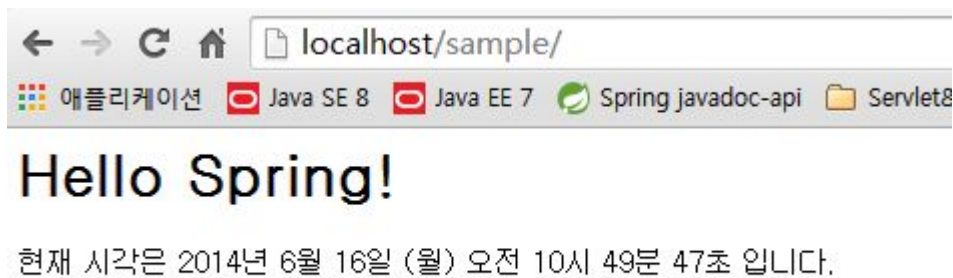 localhost/sample/
애플리케이션 Java SE 8 Java EE 7 Spring javadoc-api Servlet&
Hello Spring!
현재 시각은 2014년 6월 16일 (월) 오전 10시 49분 47초 입니다.